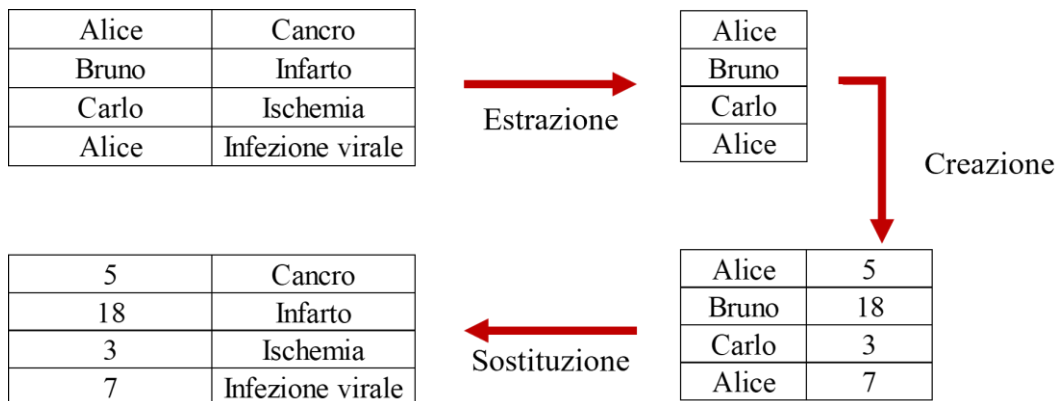 Alice Cancro
Bruno Infarto
Carlo Ischemia
Alice Infezione virale
Estrazione
Alice
Bruno
Carlo
Alice
Creazione
Alice 5
Bruno 18
Carlo 3
Alice 7
Sostituzione
5 Cancro
18 Infarto
3 Ischemia
7 Infezione virale